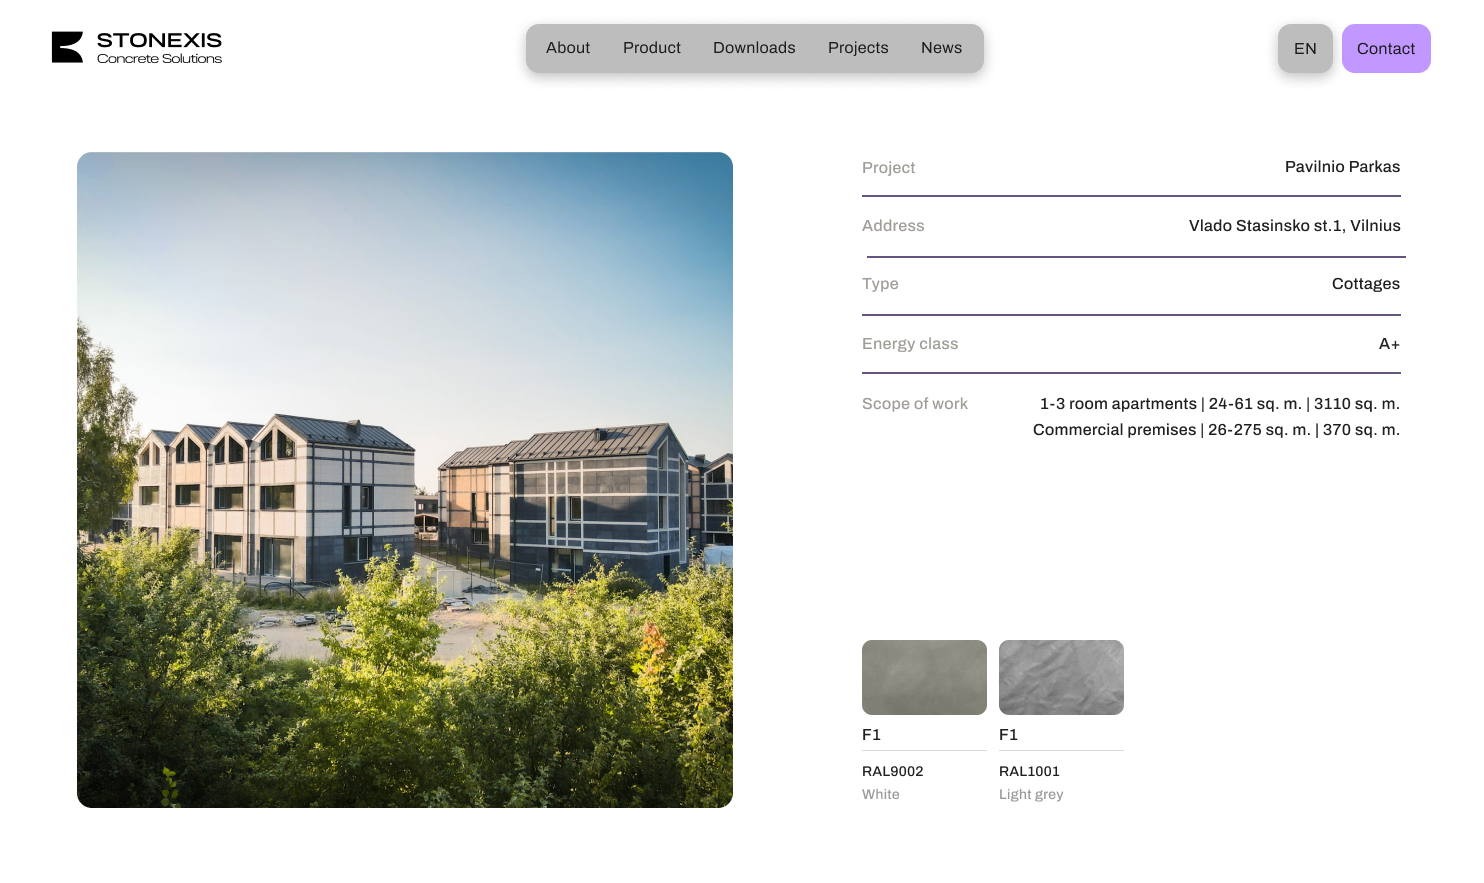 STONEXIS
Concrete Solutions
About Product Downloads Projects News
EN
Contact
Project Pavilnio Parkas
Address Vlado Stasinsko st.1, Vilnius
Type Cottages
Energy class A+
Scope of work 1-3 room apartments | 24-61 sq. m. | 3110 sq. m.
Commercial premises | 26-275 sq. m. | 370 sq. m.
F1
RAL9002
White
F1
RAL1001
Light grey